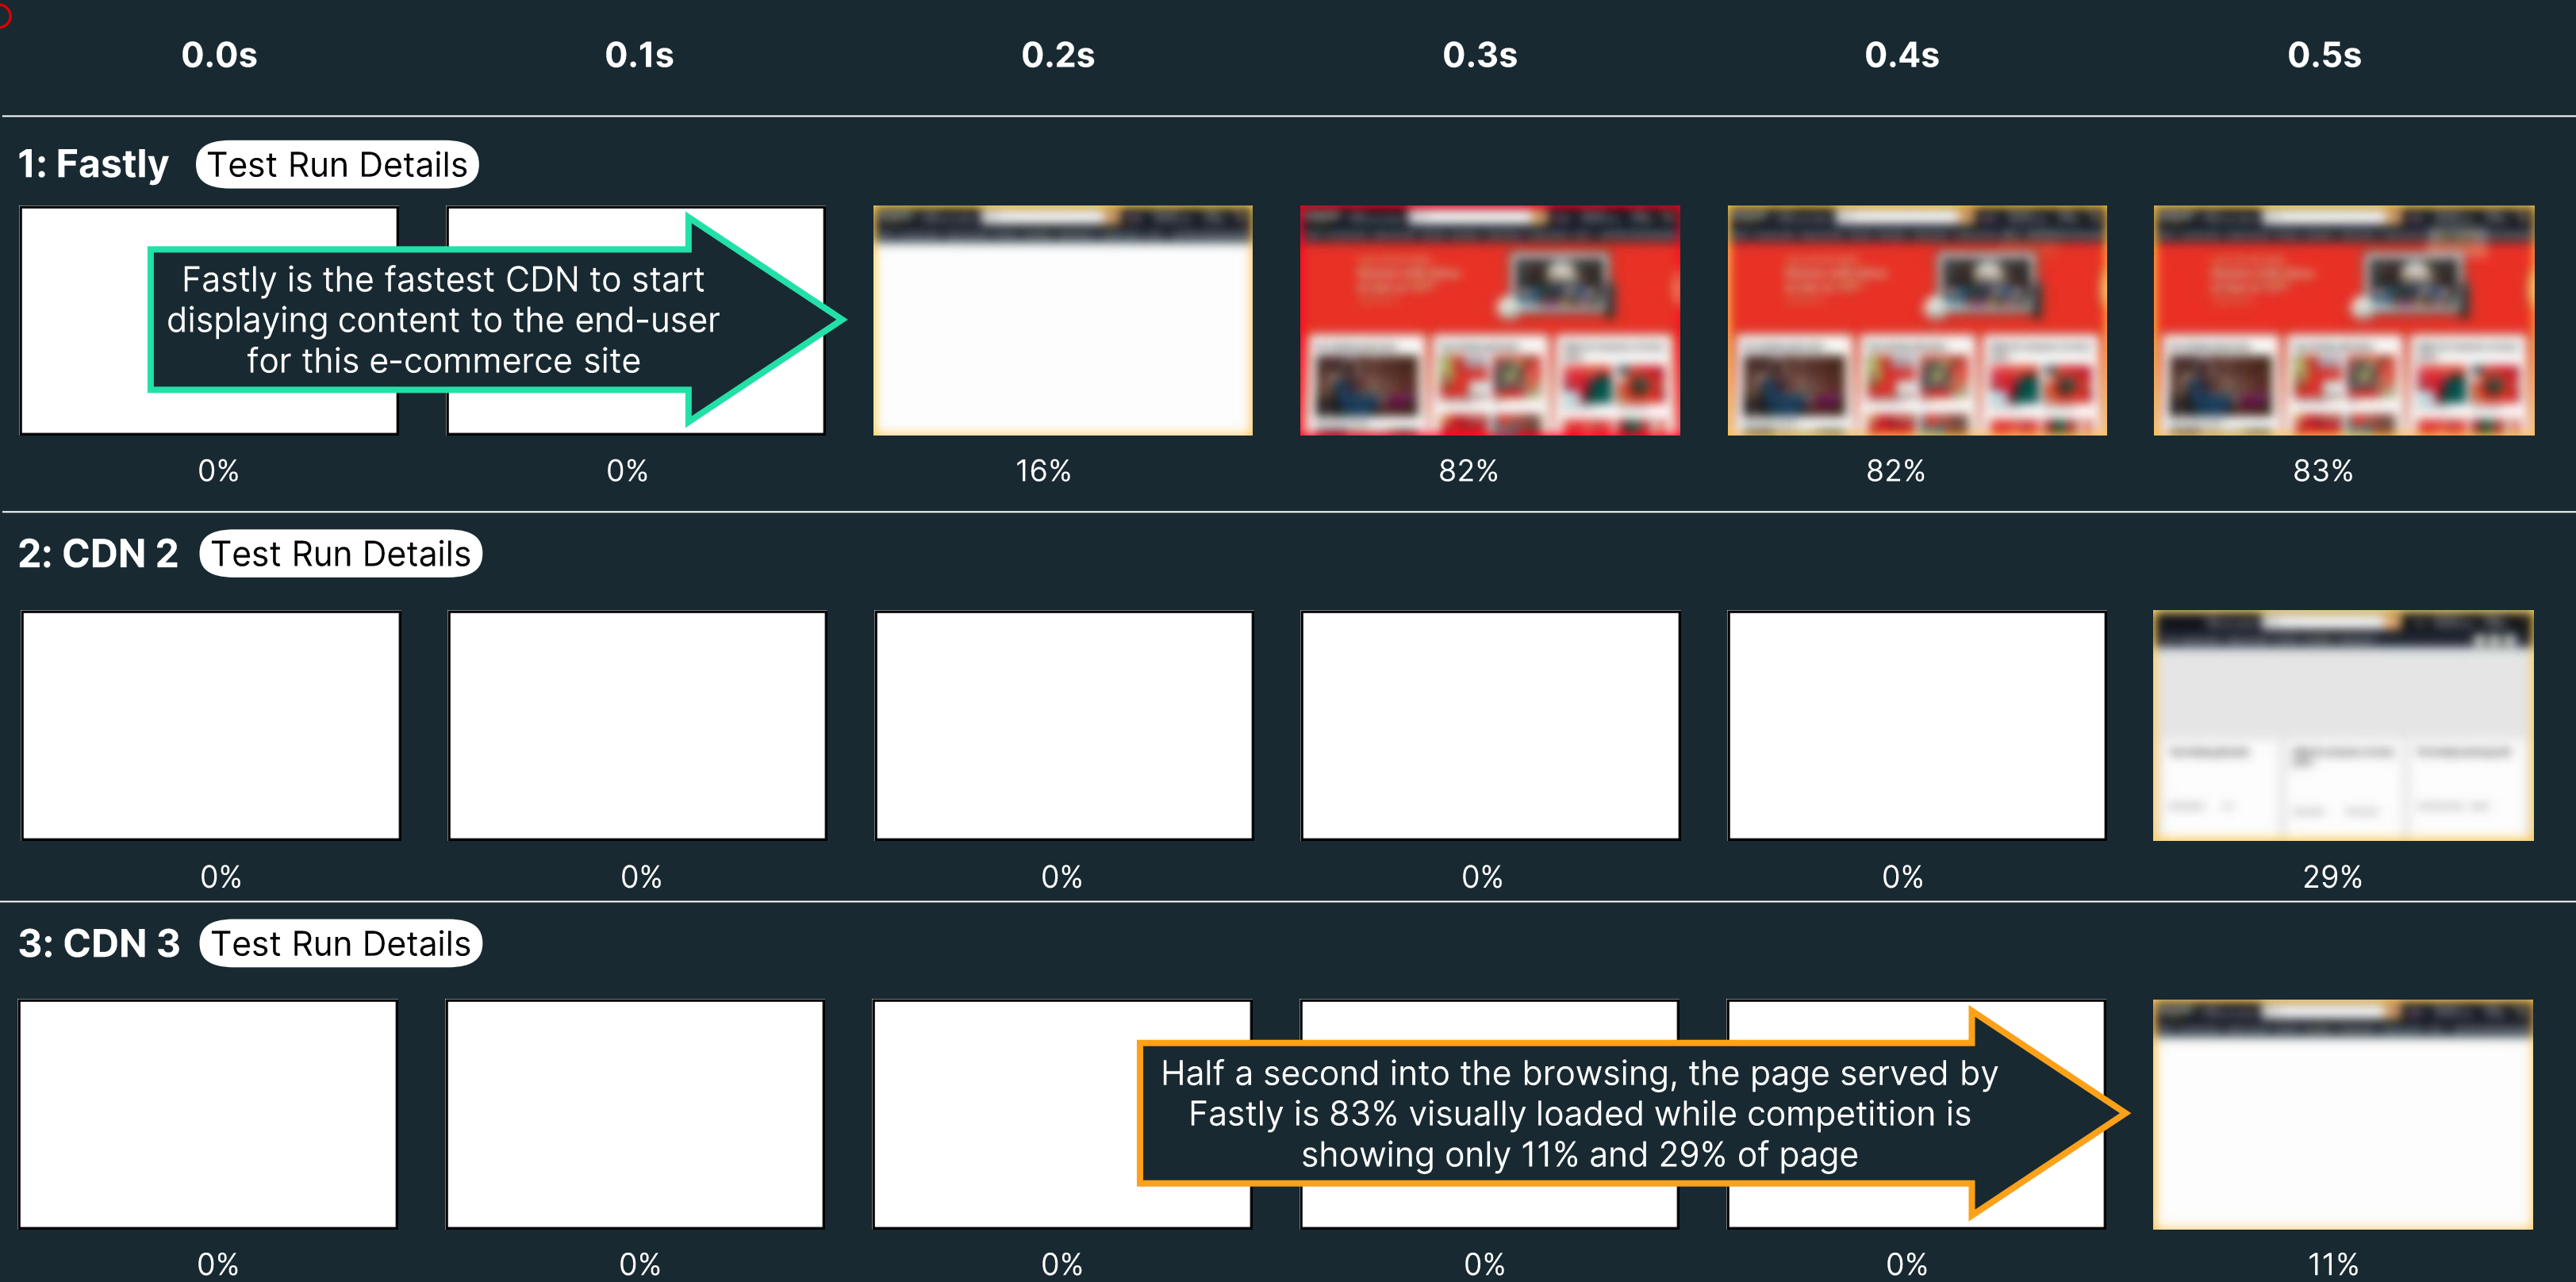 0.0s 0.1s 0.2s 0.3s 0.4s 0.5s
1: Fastly Test Run Details
Fastly is the fastest CDN to start
displaying content to the end-user
for this e-commerce site
0% 0% 16% 82% 82% 83%
2: CDN 2 Test Run Details
0% 0% 0% 0% 0% 29%
3: CDN 3 Test Run Details
Half a second into the browsing, the page served by
Fastly is 83% visually loaded while competition is
showing only 11% and 29% of page
0% 0% 0% 0% 0% 11%